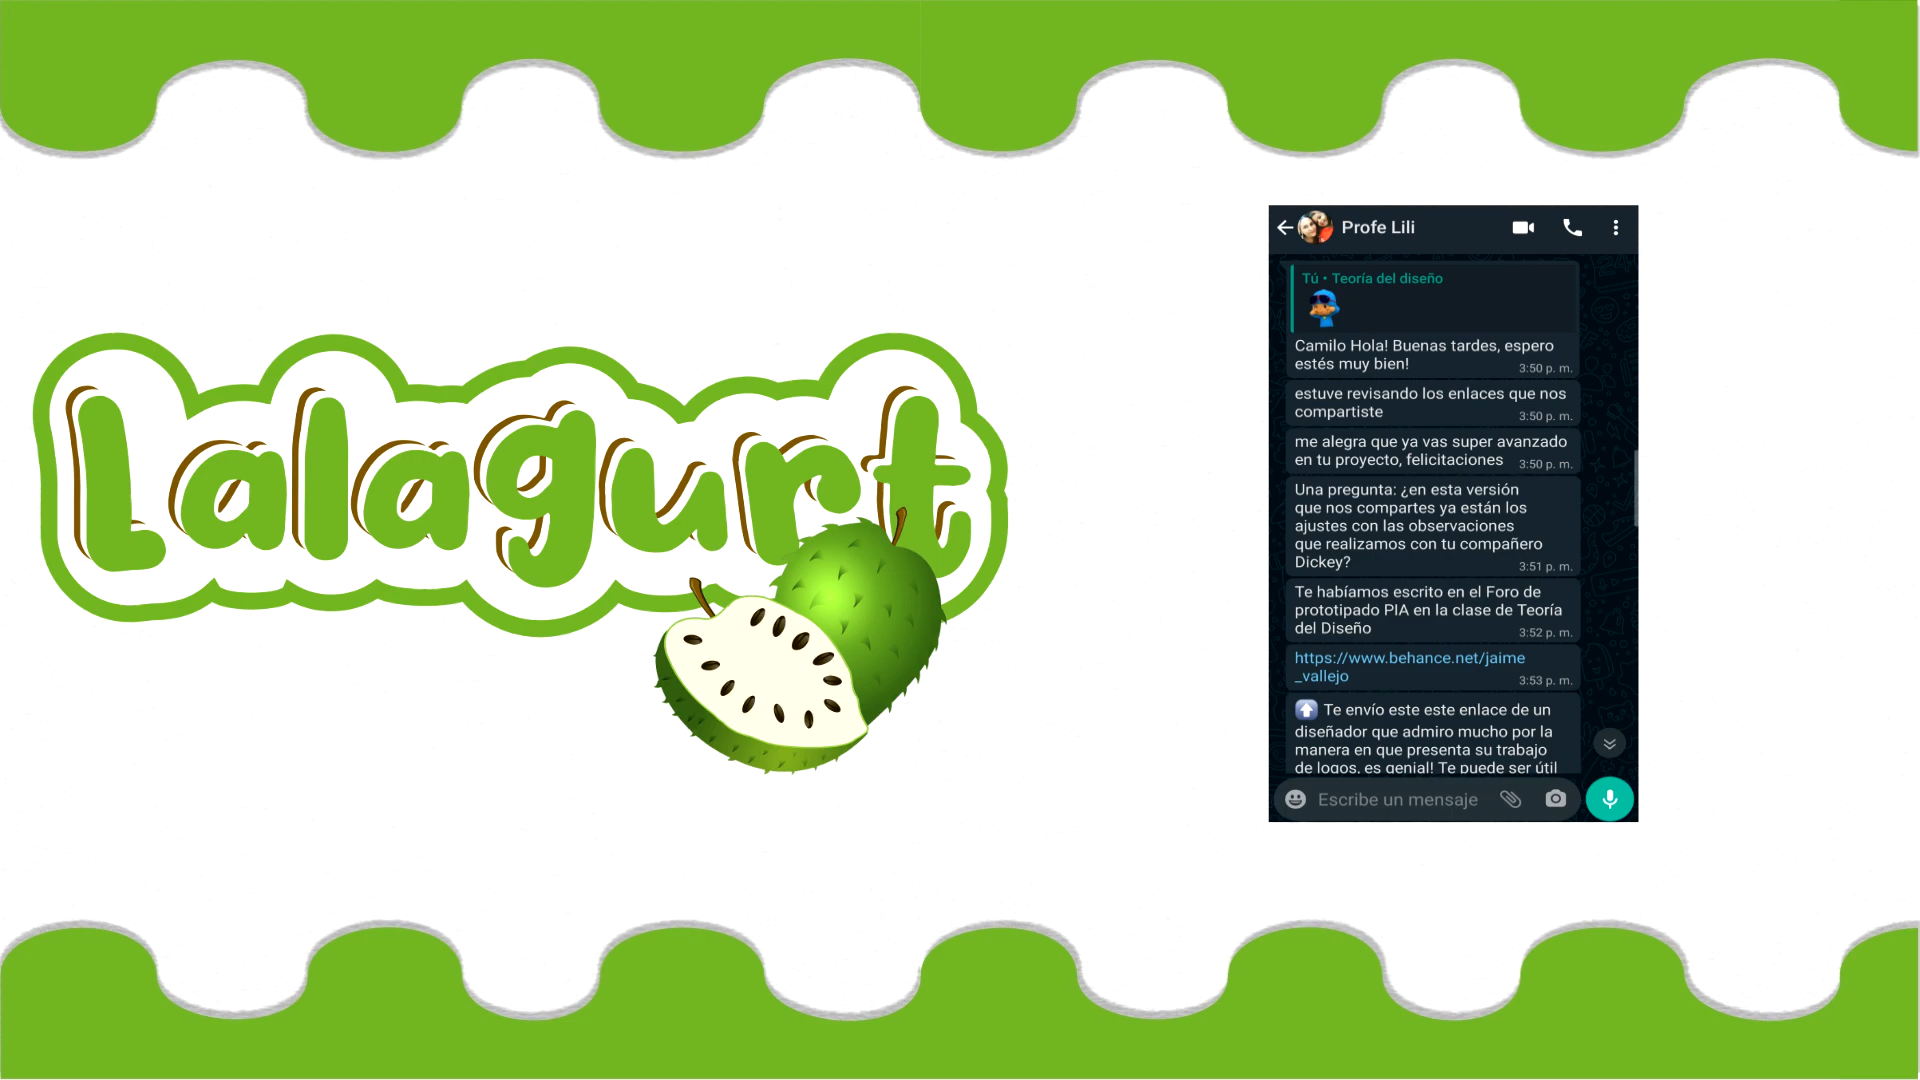 Lalagurt
Profe Lili
Tú • Teoría del diseño
Camilo Hola! Buenas tardes, espero
estés muy bien!
3:50 p. m.
estuve revisando los enlaces que nos
compartiste
3:50 p. m.
me alegra que ya vas super avanzado
en tu proyecto, felicitaciones
3:50 p. m.
Una pregunta: ¿en esta versión
que nos compartes ya están los
ajustes con las observaciones
que realizamos con tu compañero
Dickey?
3:51 p. m.
Te habíamos escrito en el Foro de
prototipado PIA en la clase de Teoría
del Diseño
3:52 p. m.
https://www.behance.net/jaime
_vallejo
3:53 p. m.
Te envío este este enlace de un
diseñador que admiro mucho por la
manera en que presenta su trabajo
de logos, es genial! Te puede ser útil
Escribe un mensaje